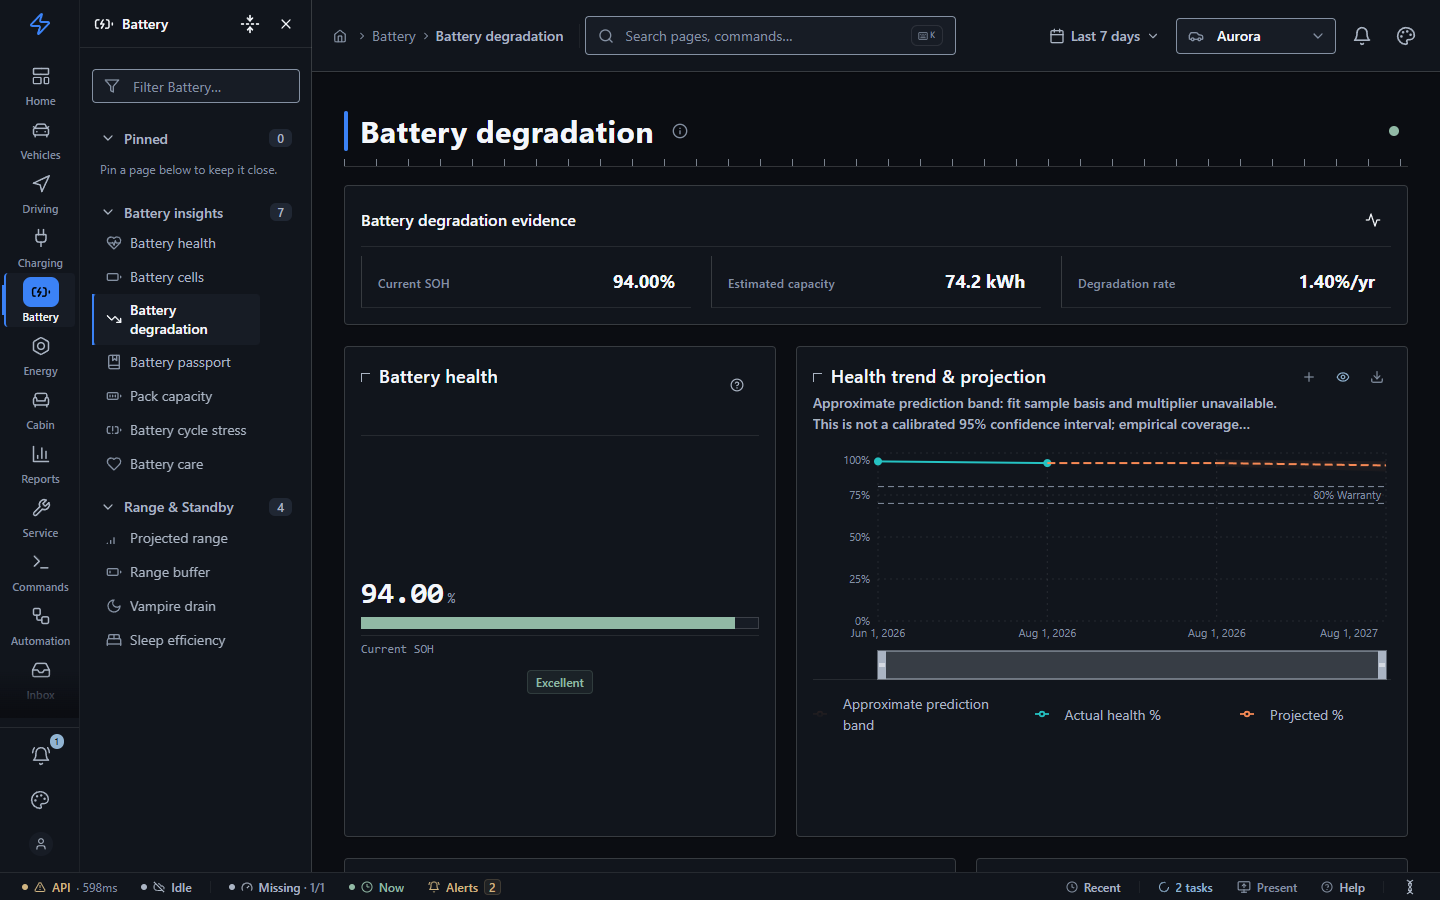 Battery
Home
Vehicles
Driving
Charging
Battery
Energy
Cabin
Reports
Service
Commands
Automation
Inbox
1
Filter Battery...
Pinned 0
Pin a page below to keep it close.
Battery insights 7
Battery health
Battery cells
Battery
degradation
Battery passport
Pack capacity
Battery cycle stress
Battery care
Range & Standby 4
Projected range
Range buffer
Vampire drain
Sleep efficiency
Battery Battery degradation
Search pages, commands... K
Last 7 days
Aurora
Battery degradation
Battery degradation evidence
Current SOH 94.00%
Estimated capacity 74.2 kWh
Degradation rate 1.40%/yr
Battery health
94.00 %
Current SOH
Excellent
Health trend & projection
Approximate prediction band: fit sample basis and multiplier unavailable.
This is not a calibrated 95% confidence interval; empirical coverage...
100%
75%
80% Warranty
50%
25%
0%
Jun 1, 2026 Aug 1, 2026 Aug 1, 2026 Aug 1, 2027
Approximate prediction
band
Actual health %
Projected %
API · 598ms Idle Missing · 1/1 Now Alerts 2 Recent 2 tasks Present Help